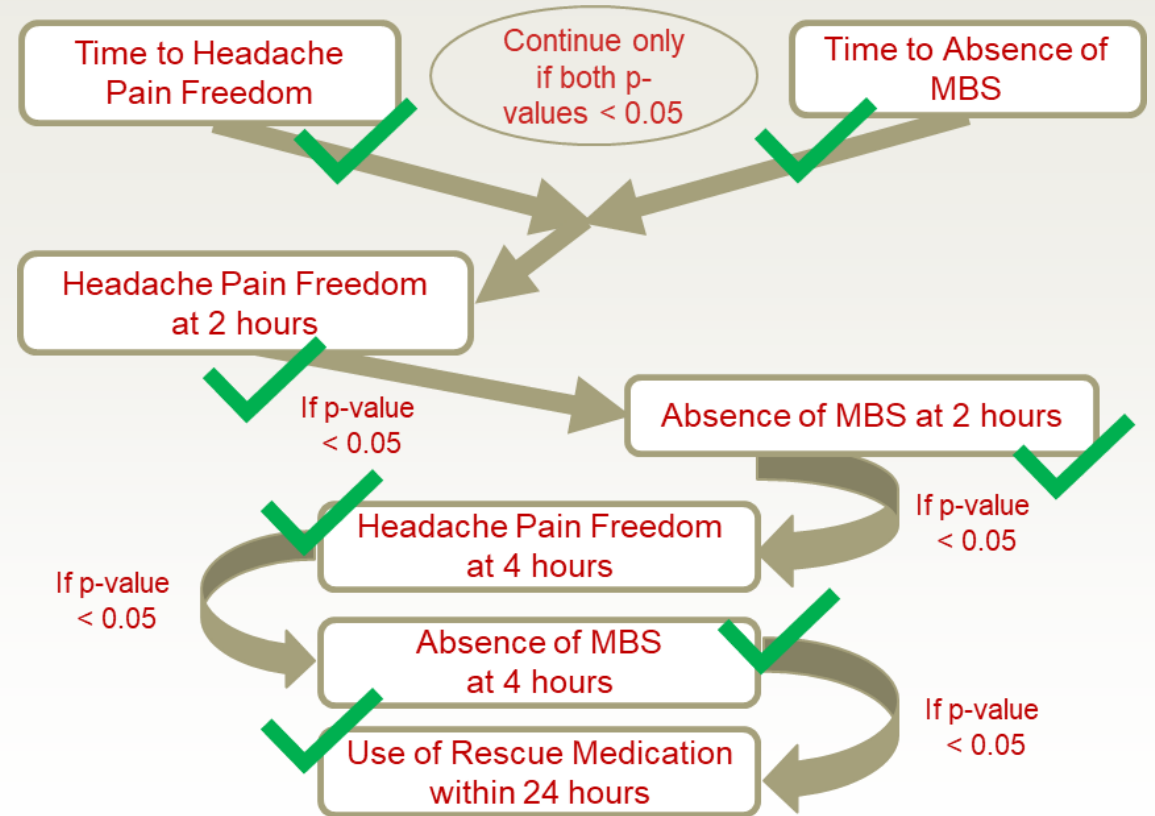 Time to Headache
Pain Freedom
Continue only
if both p-
values < 0.05
Time to Absence of
MBS
Headache Pain Freedom
at 2 hours
If p-value
< 0.05
Absence of MBS at 2 hours
If p-value
< 0.05
Headache Pain Freedom
at 4 hours
If p-value
< 0.05
Absence of MBS
at 4 hours
If p-value
< 0.05
Use of Rescue Medication
within 24 hours